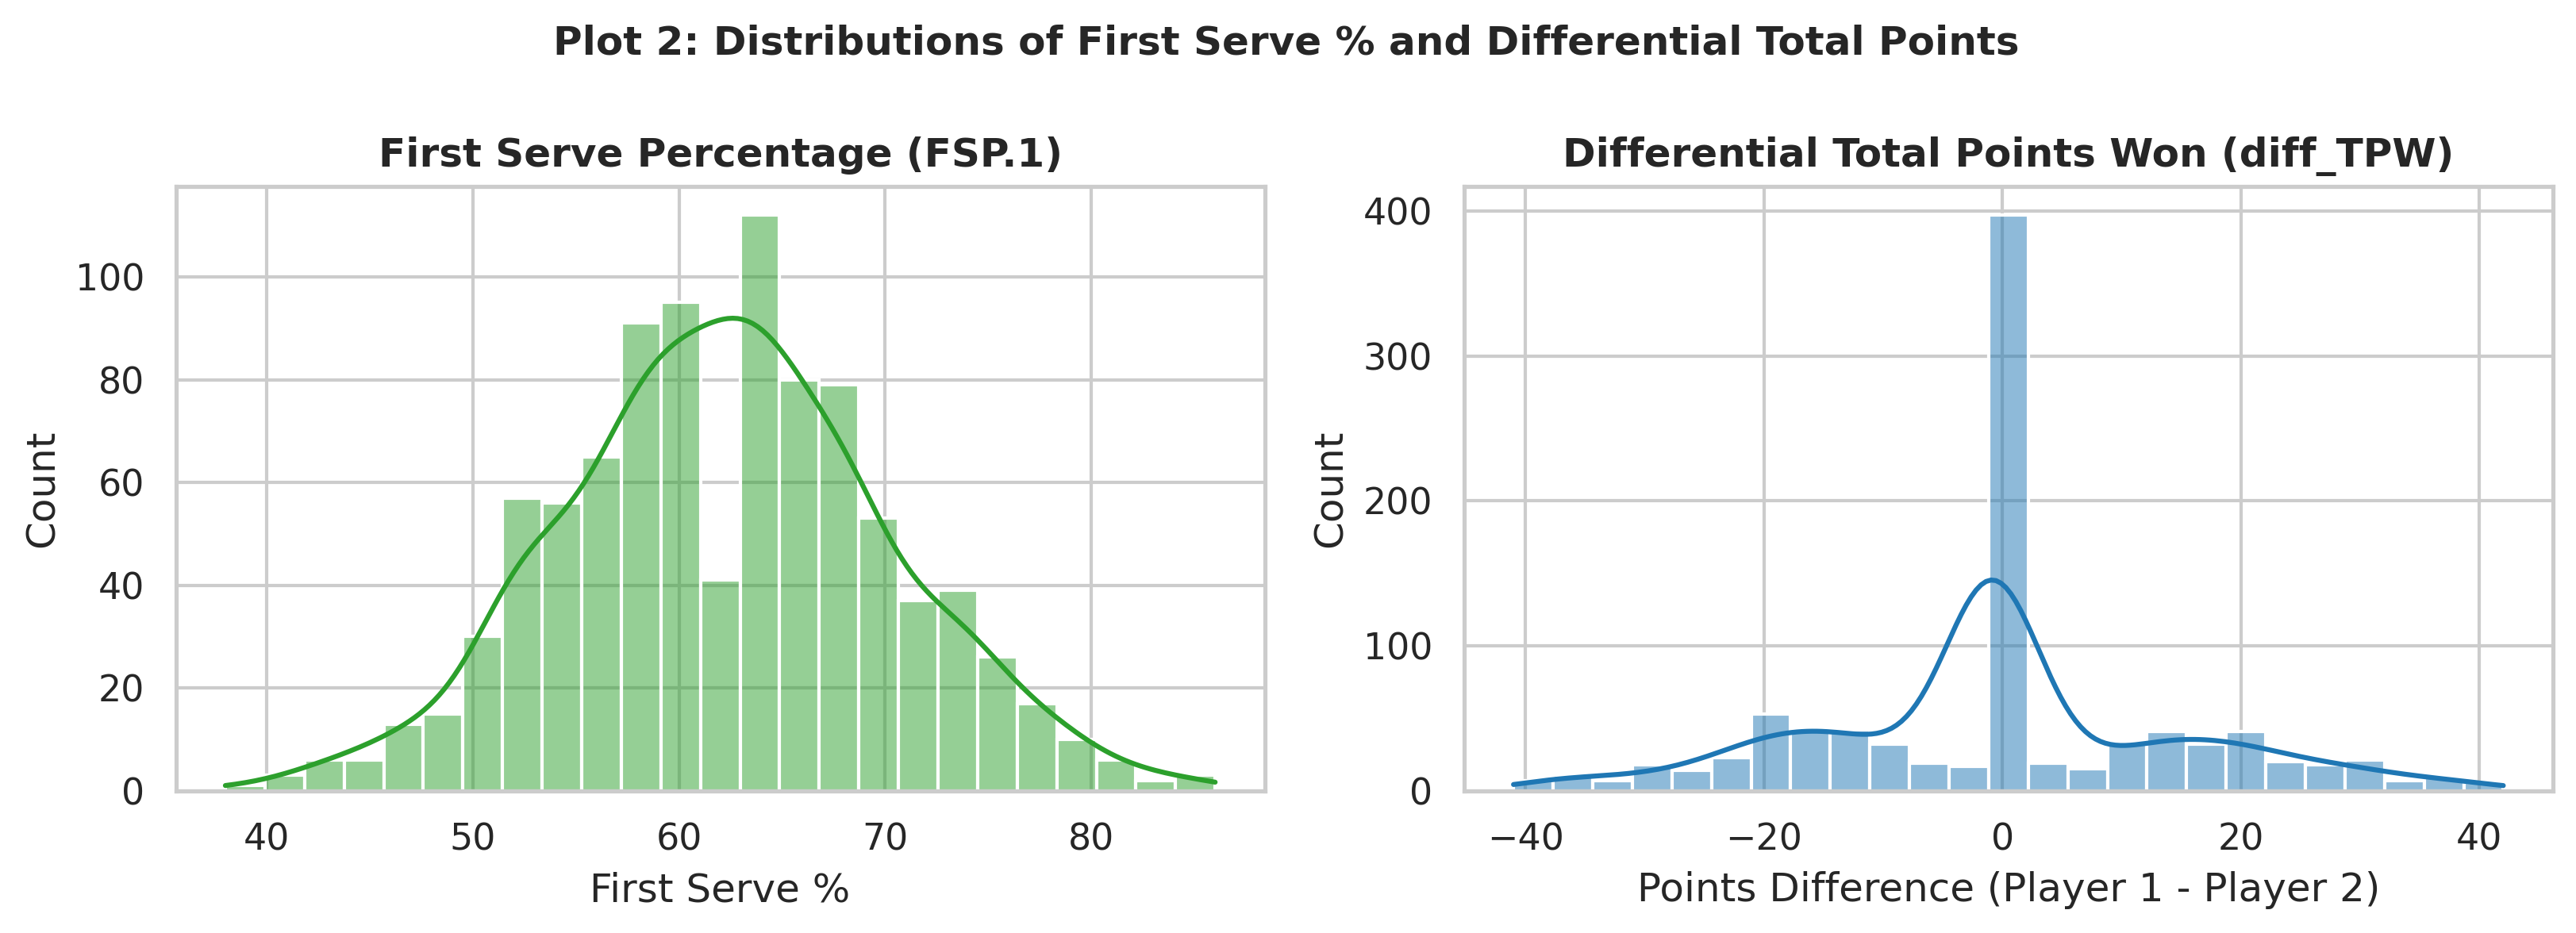 Plot 2: Distributions of First Serve % and Differential Total Points
First Serve Percentage (FSP.1)
Count
100
80
60
40
20
0
40 50 60 70 80
First Serve %
Differential Total Points Won (diff_TPW)
Count
400
300
200
100
0
−40 −20 0 20 40
Points Difference (Player 1 - Player 2)